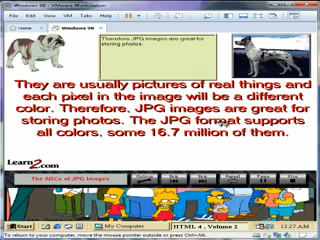 Windows 98 - VMware Workstation
File Edit View VM Tabs Help
Home Windows 98
Therefore JPG images are great for
storing photos.
They are usually pictures of real things and
each pixel in the image will be a different
color. Therefore, JPG images are great for
storing photos. The JPG format supports
all colors, some 16.7 million of them.
Learn2.com
The ABCs of JPG Images
Start My Computer HTML 4, Volume 2 12:27 AM
To return to your computer, move the mouse pointer outside or press Ctrl+Alt.